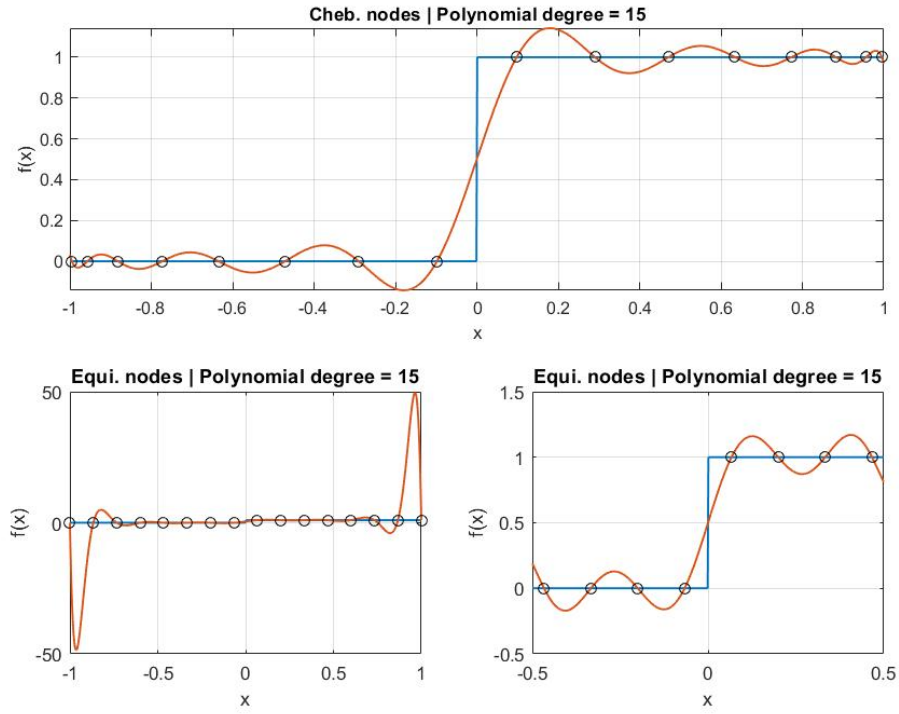 Cheb. nodes | Polynomial degree = 15
f(x)
1
0.8
0.6
0.4
0.2
0
-1 -0.8 -0.6 -0.4 -0.2 0 0.2 0.4 0.6 0.8 1
x
Equi. nodes | Polynomial degree = 15
f(x)
50
0
-50
-1 -0.5 0 0.5 1
x
Equi. nodes | Polynomial degree = 15
f(x)
1.5
1
0.5
0
-0.5
-0.5 0 0.5
x